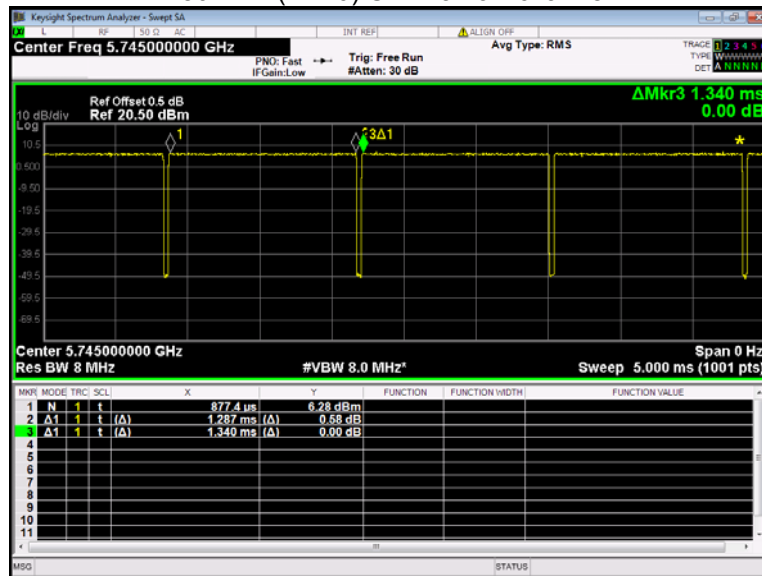 Keysight Spectrum Analyzer - Swept SA
L RF 50 Ω AC INT REF ALIGN OFF
Center Freq 5.745000000 GHz
PNO: Fast
IFGain:Low
Trig: Free Run
#Atten: 30 dB
Avg Type: RMS
TRACE 1 2 3 4 5
TYPE
DET A N N N N
ΔMkr3 1.340 ms
0.00 dB
Ref Offset 0.5 dB
10 dB/div Ref 20.50 dBm
Log
10.5
0.500
-9.50
-19.5
-29.5
-39.5
-49.5
-59.5
-69.5
1
3Δ1
*
Center 5.745000000 GHz Span 0 Hz
Res BW 8 MHz #VBW 8.0 MHz* Sweep 5.000 ms (1001 pts)
MKR MODE TRC SCL X Y FUNCTION FUNCTION WIDTH FUNCTION VALUE
1 N 1 t 877.4 µs 6.28 dBm
2 Δ1 1 t (Δ) 1.287 ms (Δ) 0.58 dB
3 Δ1 1 t (Δ) 1.340 ms (Δ) 0.00 dB
4
5
6
7
8
9
10
11
MSG STATUS